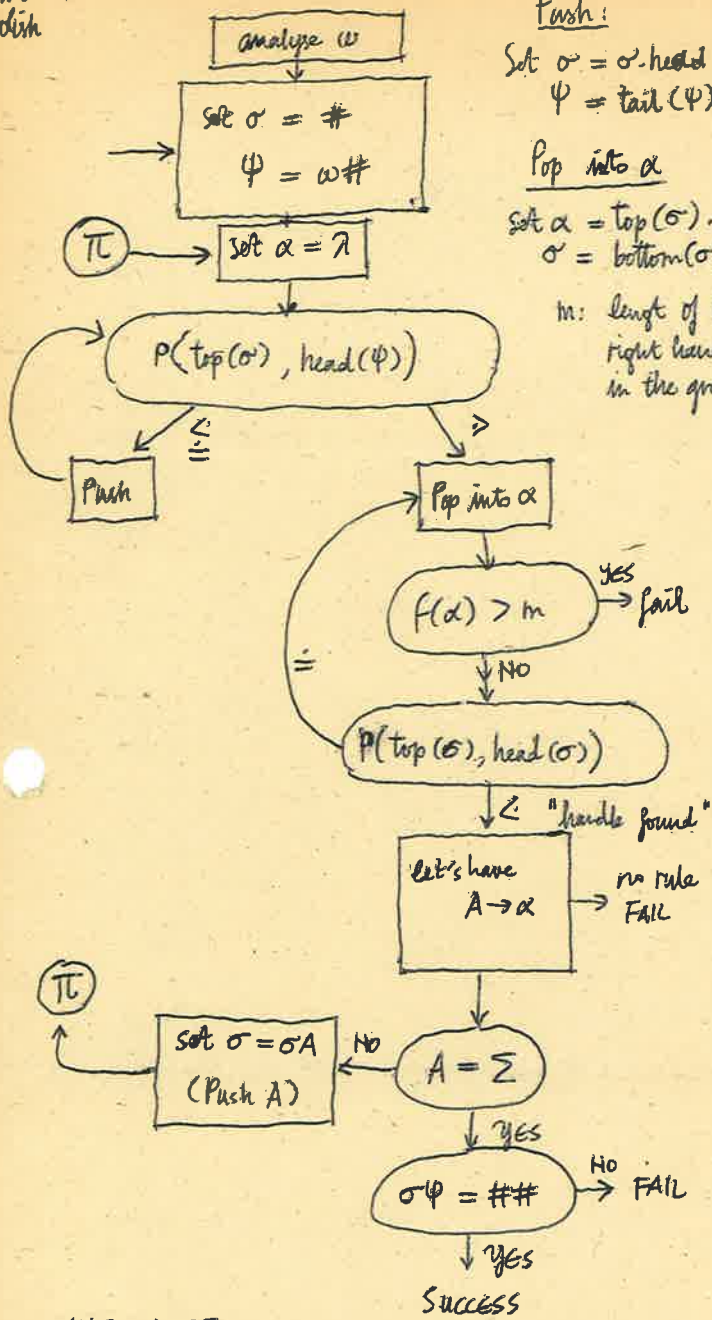 analyse ω
set σ = #
ψ = ω#
π
set α = λ
P(top(σ), head(ψ))
⋖
≐
⋗
Push
Pop into α
f(α) > m
YES
fail
NO
≐
P(top(σ), head(σ))
⋖ "handle found"
let's have
A → α
no rule
FAIL
A = Σ
NO
set σ = σA
(Push A)
π
YES
σψ = ##
NO
FAIL
YES
SUCCESS
Push:
Set σ = σ.head
ψ = tail(ψ)
Pop into α
set α = top(σ).
σ = bottom(σ
m: lengt of
right han
in the gr